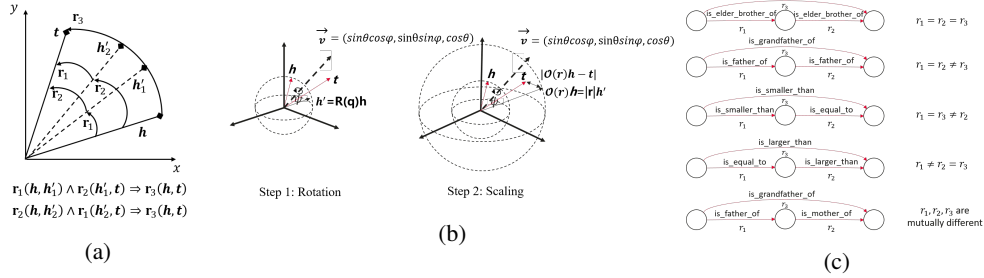 y
r₃
t
h′₂
h′₁
r₁
r₂
r₂
r₁
h
x
r₁(h, h′₁) ∧ r₂(h′₁, t) ⇒ r₃(h, t)
r₂(h, h′₂) ∧ r₁(h′₂, t) ⇒ r₃(h, t)
(a)
v = (sinθcosφ, sinθsinφ, cosθ)
h
t
h′=R(q)h
Step 1: Rotation
v = (sinθcosφ, sinθsinφ, cosθ)
h
t
|O(r)h − t|
O(r)h=|r|h′
Step 2: Scaling
(b)
r₃
is_elder_brother_of is_elder_brother_of
r₁ r₂
r₁ = r₂ = r₃
is_grandfather_of
r₃
is_father_of is_father_of
r₁ r₂
r₁ = r₂ ≠ r₃
is_smaller_than
r₃
is_smaller_than is_equal_to
r₁ r₂
r₁ = r₃ ≠ r₂
is_larger_than
r₃
is_equal_to is_larger_than
r₁ r₂
r₁ ≠ r₂ = r₃
is_grandfather_of
r₃
is_father_of is_mother_of
r₁ r₂
r₁, r₂, r₃ are
mutually different
(c)